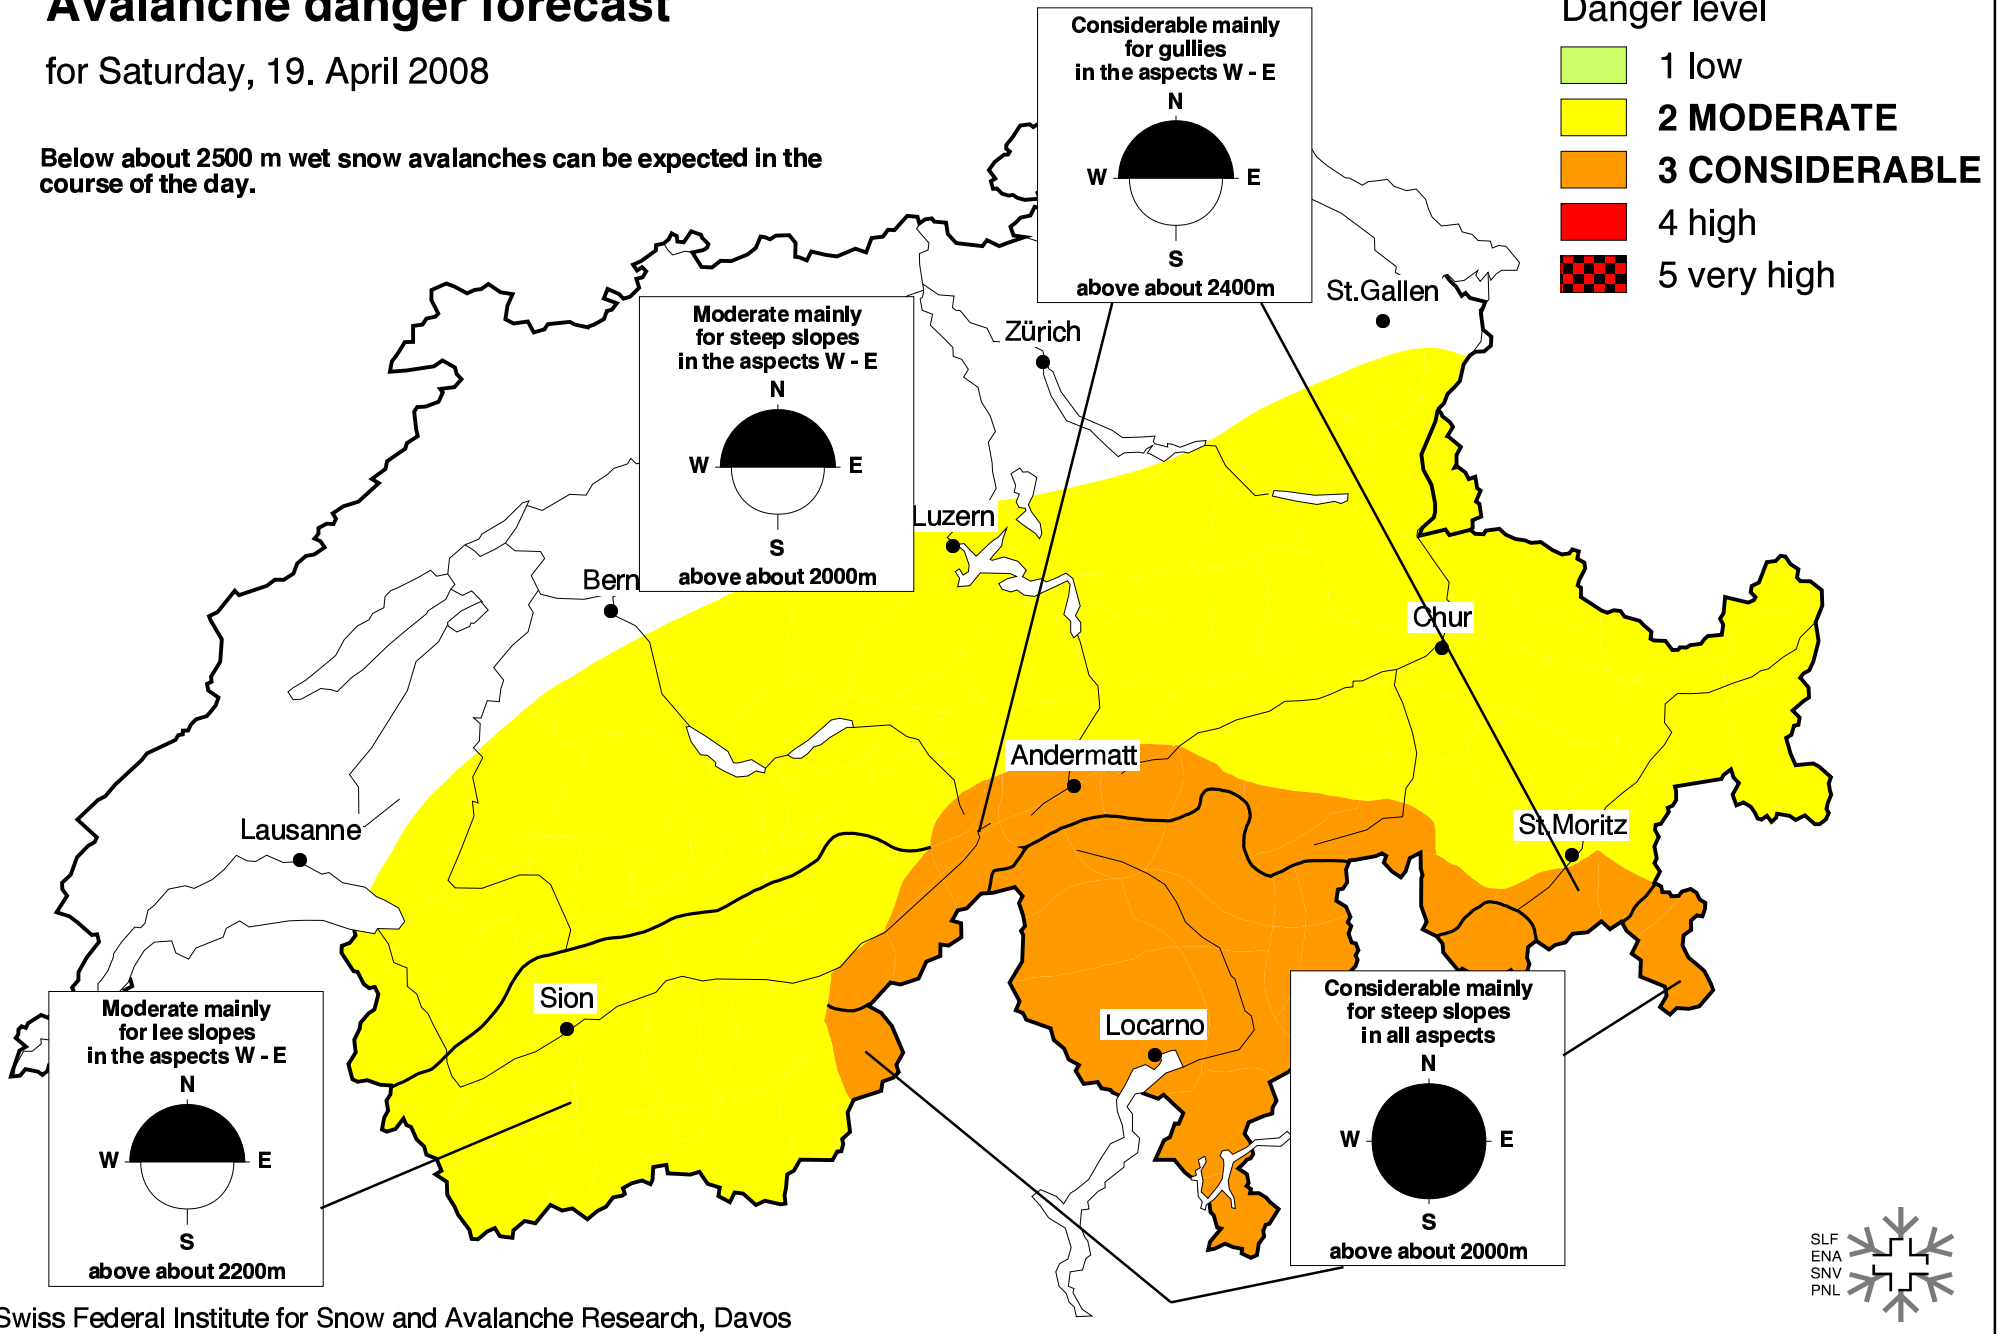 Avalanche danger forecast
for Saturday, 19. April 2008
Below about 2500 m wet snow avalanches can be expected in the
course of the day.
Danger level
1 low
2 MODERATE
3 CONSIDERABLE
4 high
5 very high
Considerable mainly
for gullies
in the aspects W - E
N
W
E
S
above about 2400m
Moderate mainly
for steep slopes
in the aspects W - E
N
W
E
S
above about 2000m
St.Gallen
Zürich
Luzern
Bern
Chur
Andermatt
Lausanne
St.Moritz
Sion
Locarno
Moderate mainly
for lee slopes
in the aspects W - E
N
W
E
S
above about 2200m
Considerable mainly
for steep slopes
in all aspects
N
W
E
S
above about 2000m
SLF
ENA
SNV
PNL
Swiss Federal Institute for Snow and Avalanche Research, Davos